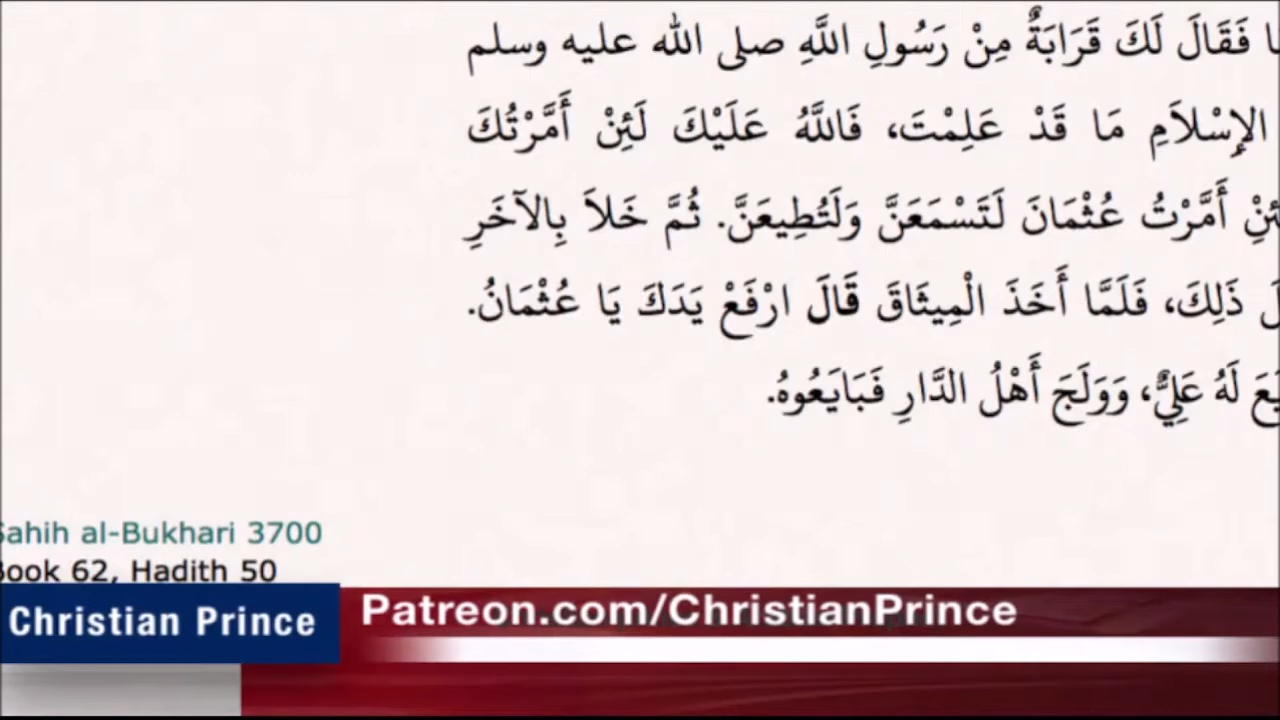 فَقَالَ لَكَ قَرَابَةٌ مِنْ رَسُولِ اللَّهِ صلى الله عليه وسلم
الإِسْلاَمِ مَا قَدْ عَلِمْتَ، فَاللَّهُ عَلَيْكَ لَئِنْ أَمَّرْتُكَ
أَمَّرْتُ عُثْمَانَ لَتَسْمَعَنَّ وَلَتُطِيعَنَّ. ثُمَّ خَلاَ بِالآخَرِ
ذَلِكَ، فَلَمَّا أَخَذَ الْمِيثَاقَ قَالَ ارْفَعْ يَدَكَ يَا عُثْمَانُ.
لَهُ عَلِيٌّ، وَوَلَجَ أَهْلُ الدَّارِ فَبَايَعُوهُ.
Sahih al-Bukhari 3700
Book 62, Hadith 50
Christian Prince
Patreon.com/ChristianPrince